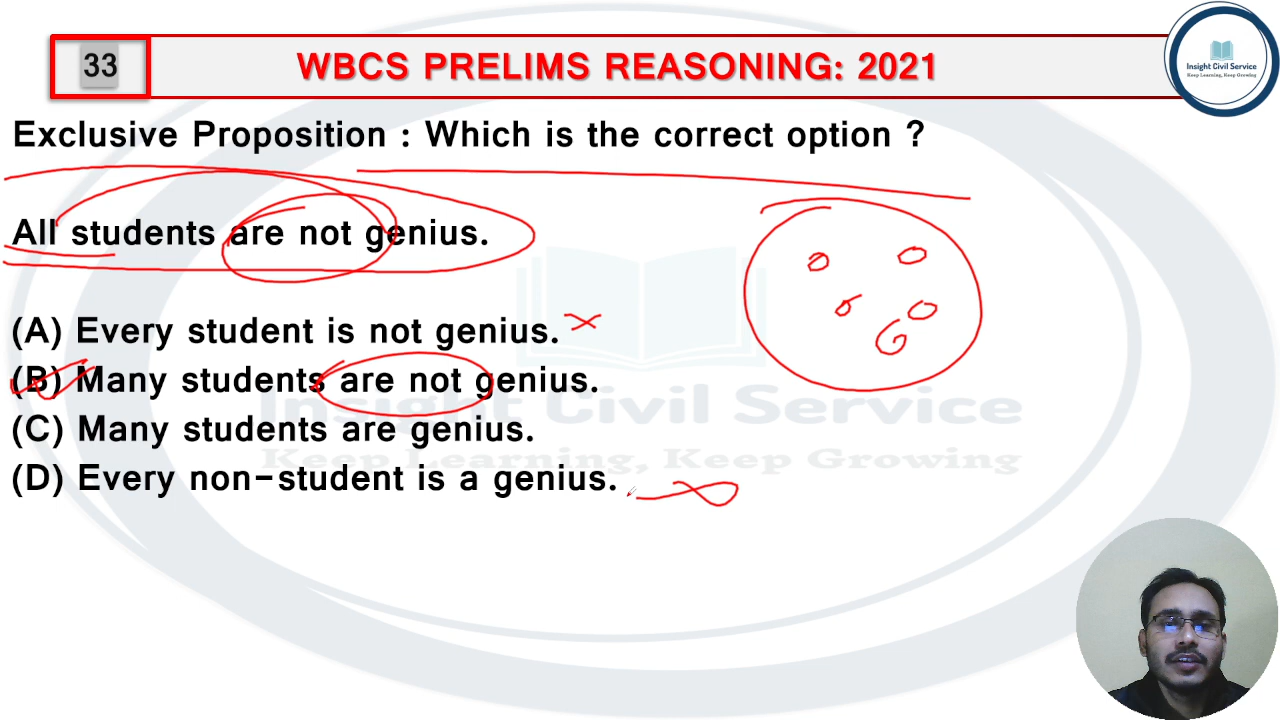 33
WBCS PRELIMS REASONING: 2021
Insight Civil Service
Keep Learning, Keep Growing
Exclusive Proposition : Which is the correct option ?
All students are not genius.
(A) Every student is not genius.
(B) Many students are not genius.
(C) Many students are genius.
(D) Every non-student is a genius.
Insight Civil Service
Keep Learning, Keep Growing